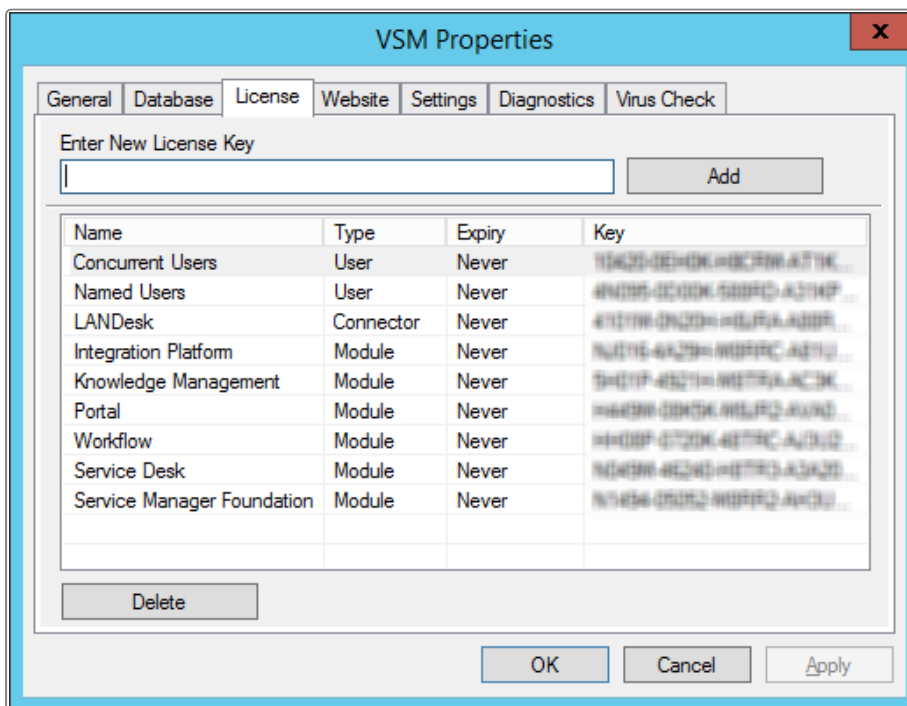 VSM Properties
x
General Database License Website Settings Diagnostics Virus Check
Enter New License Key
Add
Name Type Expiry Key
Concurrent Users User Never
Named Users User Never
LANDesk Connector Never
Integration Platform Module Never
Knowledge Management Module Never
Portal Module Never
Workflow Module Never
Service Desk Module Never
Service Manager Foundation Module Never
Delete
OK Cancel Apply